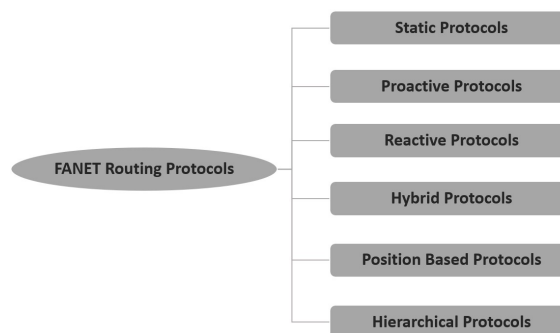 Static Protocols
Proactive Protocols
Reactive Protocols
FANET Routing Protocols
Hybrid Protocols
Position Based Protocols
Hierarchical Protocols